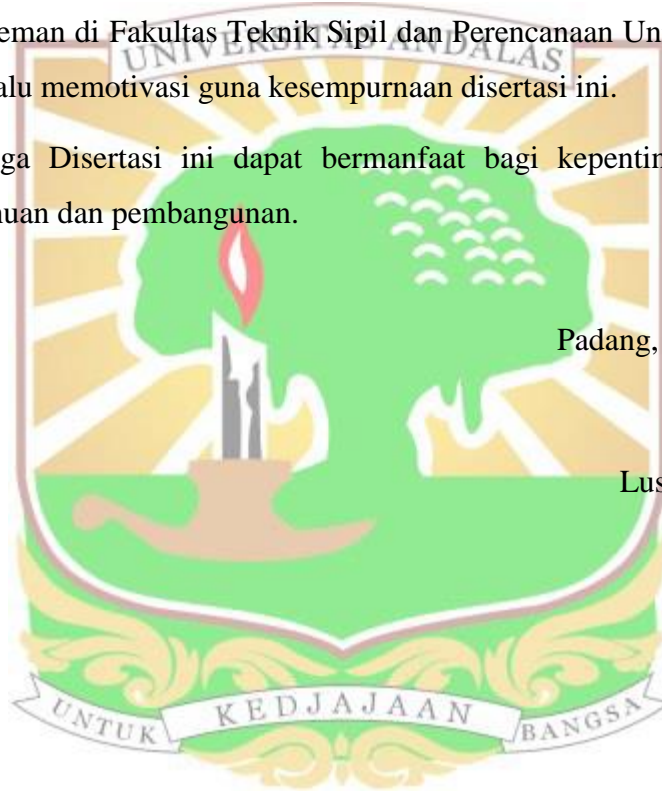 eman di Fakultas Teknik Sipil dan Perencanaan Un
UNIVERSITAS ANDALAS
alu memotivasi guna kesempurnaan disertasi ini.
ga Disertasi ini dapat bermanfaat bagi kepentin
nuan dan pembangunan.
Padang,
Lus
UNTUK KEDJAJAAN BANGSA